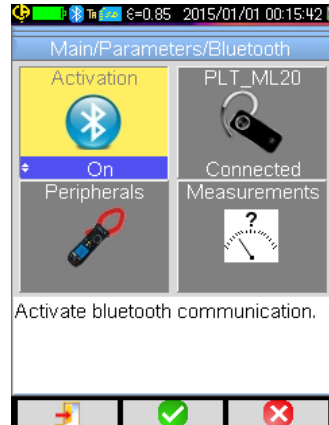 ε=0.85 2015/01/01 00:15:42
Main/Parameters/Bluetooth
Activation PLT_ML20
On Connected
Peripherals Measurements
?
Activate bluetooth communication.